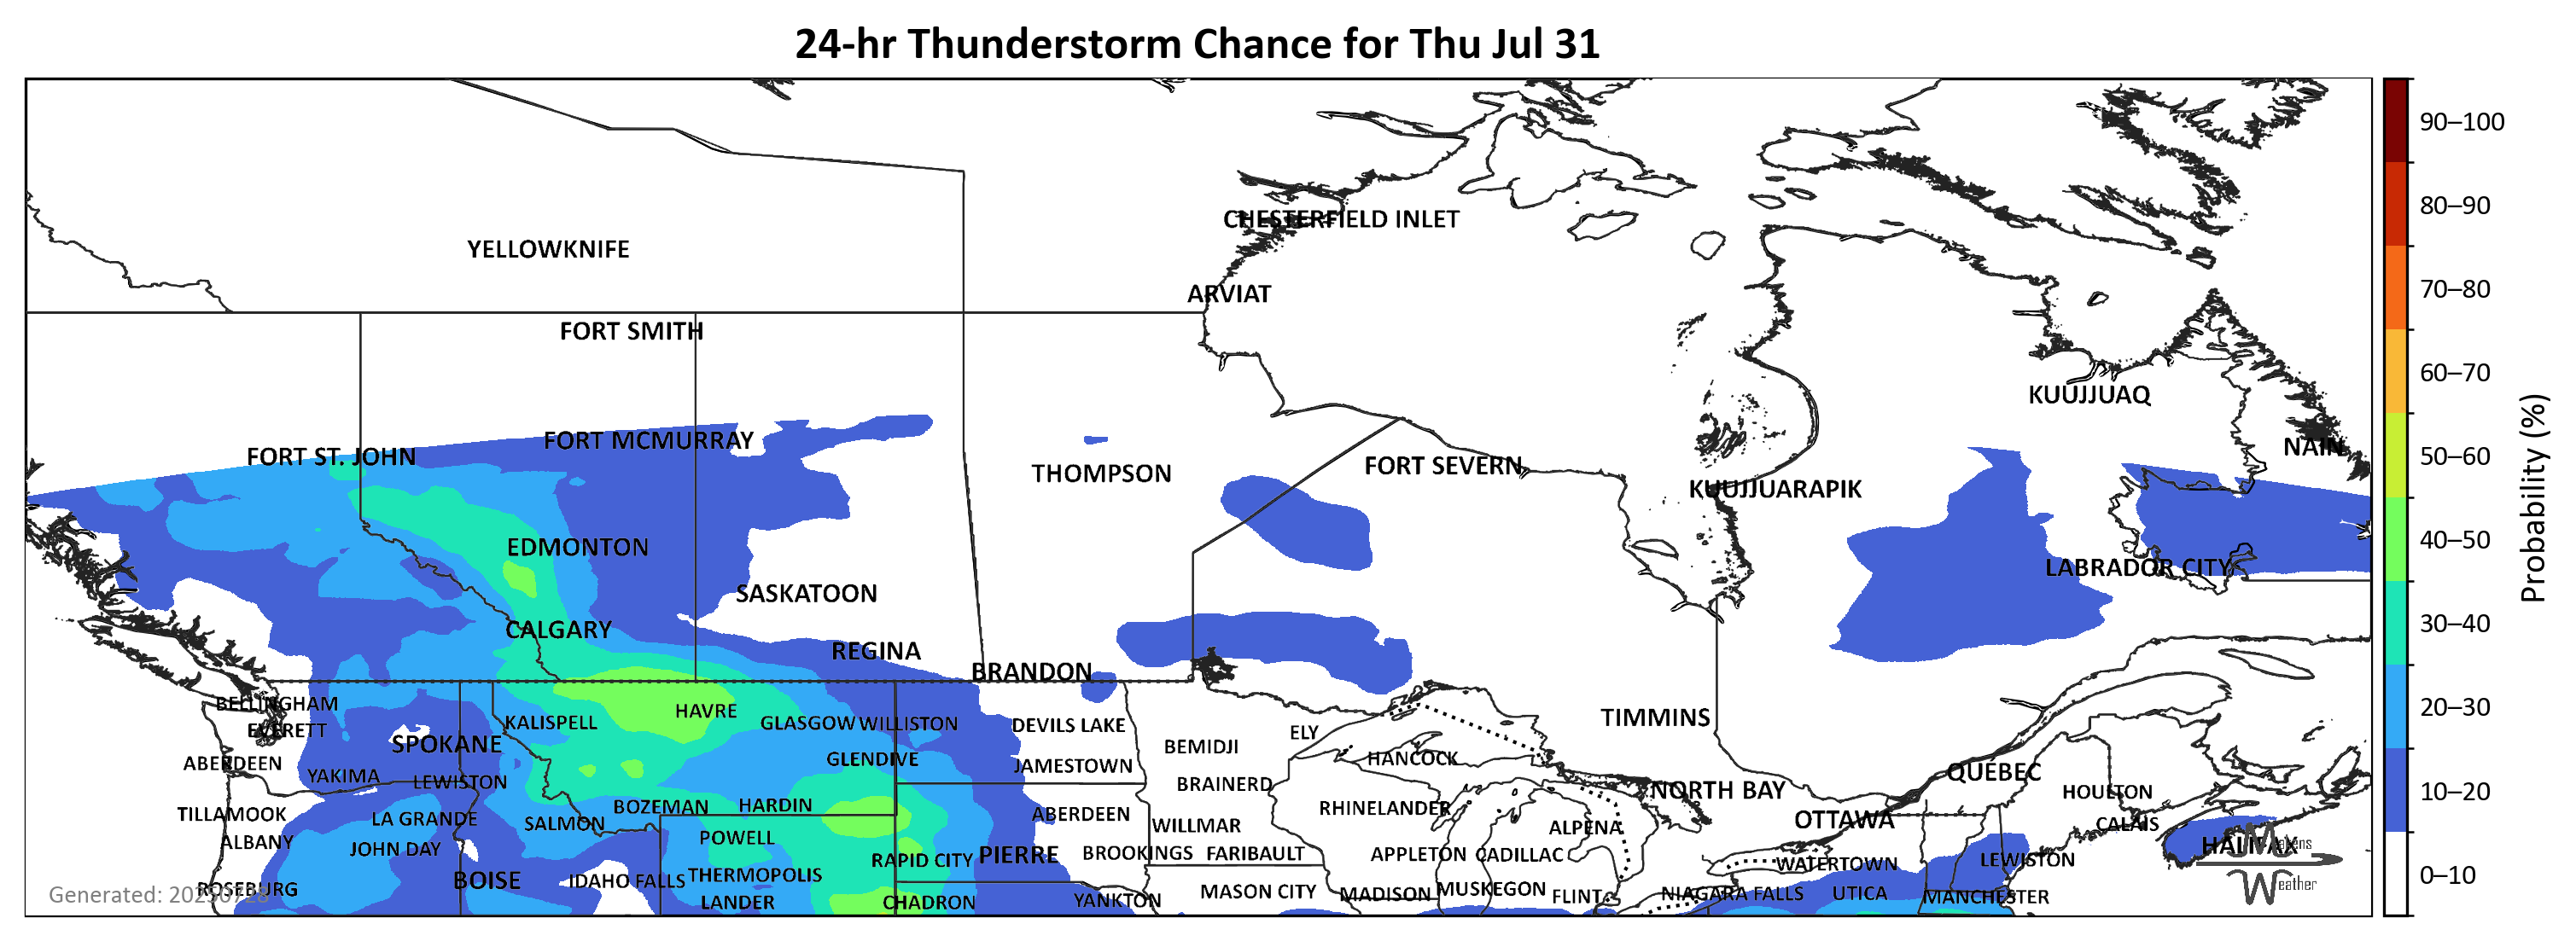 24-hr Thunderstorm Chance for Thu Jul 31
90–100
80–90
70–80
60–70
50–60
40–50
30–40
20–30
10–20
0–10
Probability (%)
CHESTERFIELD INLET
YELLOWKNIFE
ARVIAT
FORT SMITH
KUUJJUAQ
FORT MCMURRAY
NAIN
FORT ST. JOHN
FORT SEVERN
THOMPSON
KUUJJUARAPIK
EDMONTON
LABRADOR CITY
SASKATOON
CALGARY
REGINA
BRANDON
BELLINGHAM
HAVRE
TIMMINS
KALISPELL
GLASGOW
WILLISTON
DEVILS LAKE
EVERETT
ELY
SPOKANE
BEMIDJI
ABERDEEN
GLENDIVE
HANCOCK
JAMESTOWN
QUÉBEC
YAKIMA
LEWISTON
BRAINERD
NORTH BAY
HOULTON
BOZEMAN
HARDIN
RHINELANDER
TILLAMOOK
LA GRANDE
SALMON
ABERDEEN
WILLMAR
ALPENA
OTTAWA
CALAIS
ALBANY
JOHN DAY
POWELL
RAPID CITY
PIERRE
BROOKINGS
FARIBAULT
APPLETON
CADILLAC
WATERTOWN
LEWISTON
HALIFAX
Makens
Weather
BOISE
IDAHO FALLS
THERMOPOLIS
ROSEBURG
Generated: 20250728
LANDER
CHADRON
YANKTON
MASON CITY
MADISON
MUSKEGON
FLINT
NIAGARA FALLS
UTICA
MANCHESTER